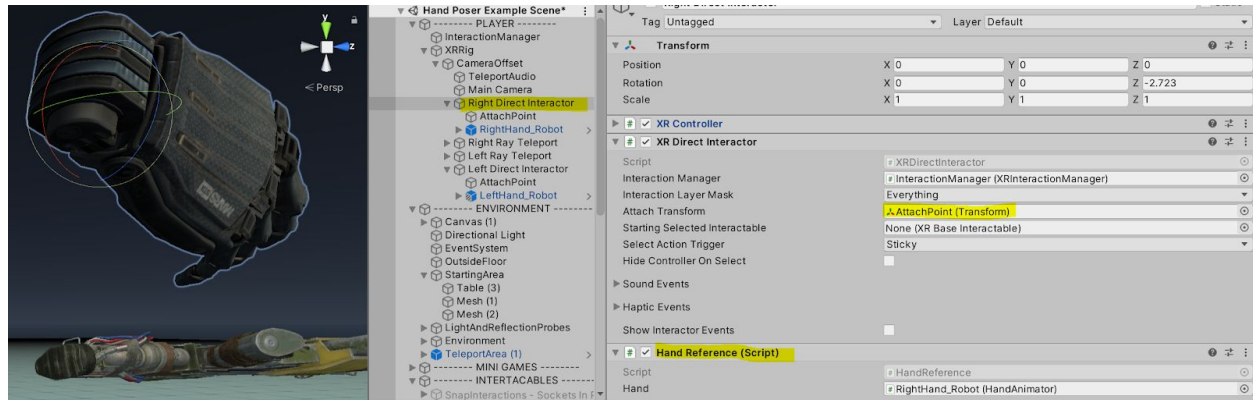 y
z
< Persp
Hand Poser Example Scene*
-------- PLAYER --------
InteractionManager
XRRig
CameraOffset
TeleportAudio
Main Camera
Right Direct Interactor
AttachPoint
RightHand_Robot
Right Ray Teleport
Left Ray Teleport
Left Direct Interactor
AttachPoint
LeftHand_Robot
-------- ENVIRONMENT --------
Canvas (1)
Directional Light
EventSystem
OutsideFloor
StartingArea
Table (3)
Mesh (1)
Mesh (2)
LightAndReflectionProbes
Environment
TeleportArea (1)
-------- MINI GAMES --------
-------- INTERTACABLES -------
SnapInteractions - Sockets In
Tag Untagged Layer Default
Transform
Position X 0 Y 0 Z 0
Rotation X 0 Y 0 Z -2.723
Scale X 1 Y 1 Z 1
XR Controller
XR Direct Interactor
Script XRDirectInteractor
Interaction Manager InteractionManager (XRInteractionManager)
Interaction Layer Mask Everything
Attach Transform AttachPoint (Transform)
Starting Selected Interactable None (XR Base Interactable)
Select Action Trigger Sticky
Hide Controller On Select
Sound Events
Haptic Events
Show Interactor Events
Hand Reference (Script)
Script HandReference
Hand RightHand_Robot (HandAnimator)